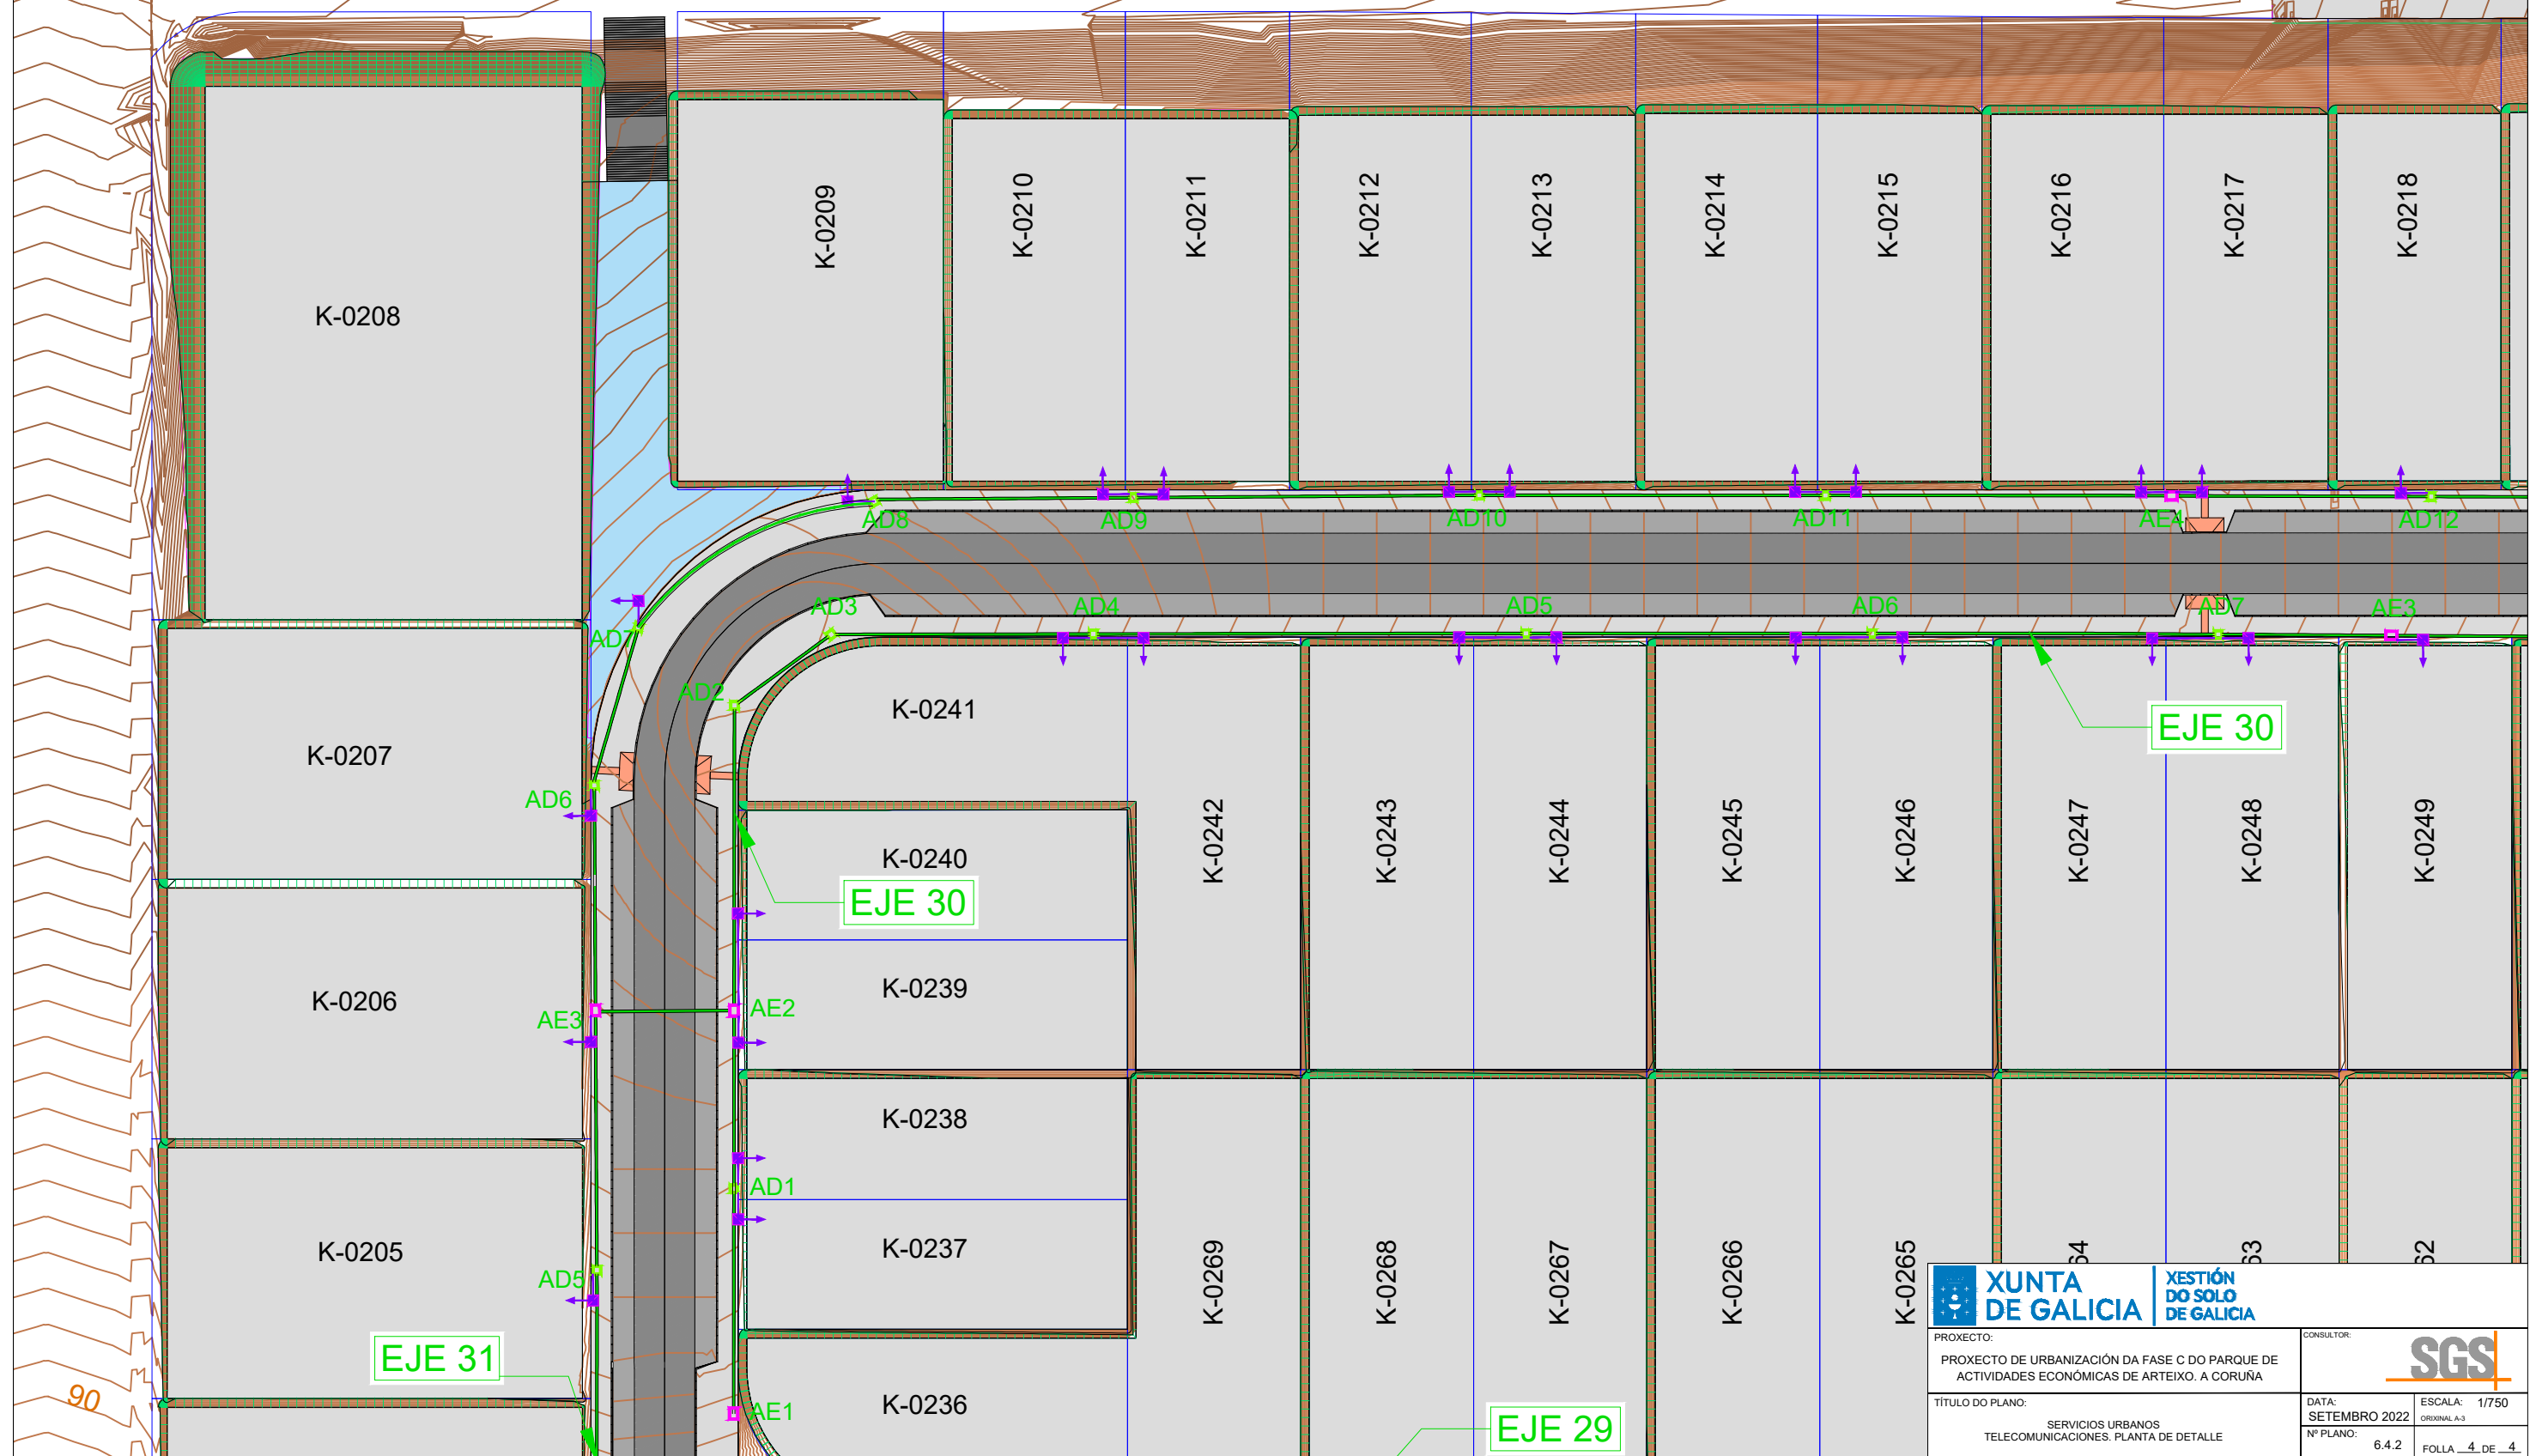 K-0208
K-0209
K-0210
K-0211
K-0212
K-0213
K-0214
K-0215
K-0216
K-0217
K-0218
AD8
AD9
AD10
AD11
AE4
AD12
AD7
AD3
AD4
AD5
AD6
AD7
AE3
AD2
K-0241
EJE 30
K-0207
AD6
K-0240
EJE 30
K-0242
K-0243
K-0244
K-0245
K-0246
K-0247
K-0248
K-0249
K-0206
AE3
AE2
K-0239
K-0238
AD1
K-0237
K-0205
AD5
K-0269
K-0268
K-0267
K-0266
K-0265
64
63
62
EJE 31
90
AE1
K-0236
EJE 29
XUNTA
DE GALICIA
XESTIÓN
DO SOLO
DE GALICIA
PROXECTO:
PROXECTO DE URBANIZACIÓN DA FASE C DO PARQUE DE
ACTIVIDADES ECONÓMICAS DE ARTEIXO. A CORUÑA
CONSULTOR:
SGS
TÍTULO DO PLANO:
SERVICIOS URBANOS
TELECOMUNICACIONES. PLANTA DE DETALLE
DATA:
SETEMBRO 2022
ESCALA: 1/750
ORIXINAL A-3
Nº PLANO:
6.4.2
FOLLA 4 DE 4